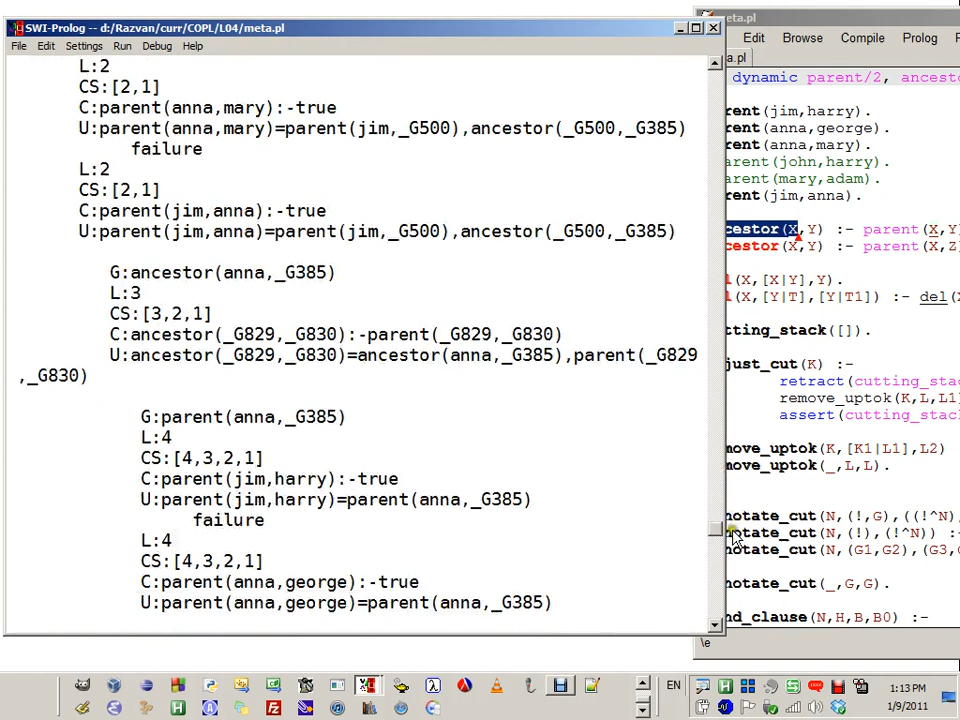 SWI-Prolog -- d:/Razvan/curr/COPL/L04/meta.pl
File Edit Settings Run Debug Help
L:2
CS:[2,1]
C:parent(anna,mary):-true
U:parent(anna,mary)=parent(jim,_G500),ancestor(_G500,_G385)
failure
L:2
CS:[2,1]
C:parent(jim,anna):-true
U:parent(jim,anna)=parent(jim,_G500),ancestor(_G500,_G385)
G:ancestor(anna,_G385)
L:3
CS:[3,2,1]
C:ancestor(_G829,_G830):-parent(_G829,_G830)
U:ancestor(_G829,_G830)=ancestor(anna,_G385),parent(_G829
,_G830)
G:parent(anna,_G385)
L:4
CS:[4,3,2,1]
C:parent(jim,harry):-true
U:parent(jim,harry)=parent(anna,_G385)
failure
L:4
CS:[4,3,2,1]
C:parent(anna,george):-true
U:parent(anna,george)=parent(anna,_G385)
eta.pl
Edit Browse Compile Prolog P
a.pl
dynamic parent/2, ancest
rent(jim,harry).
rent(anna,george).
rent(anna,mary).
arent(john,harry).
arent(mary,adam).
rent(jim,anna).
cestor(X,Y) :- parent(X,Y
cestor(X,Y) :- parent(X,Z
l(X,[X|Y],Y).
l(X,[Y|T],[Y|T1]) :- del(X
tting_stack([]).
just_cut(K) :-
retract(cutting_stac
remove_uptok(K,L,L1)
assert(cutting_stack
move_uptok(K,[K1|L1],L2)
move_uptok(_,L,L).
notate_cut(N,(!,G),((!^N),
otate_cut(N,(!),(!^N)) :-
notate_cut(N,(G1,G2),(G3,G
notate_cut(_,G,G).
nd_clause(N,H,B,B0) :-
\e
EN
1:13 PM
1/9/2011